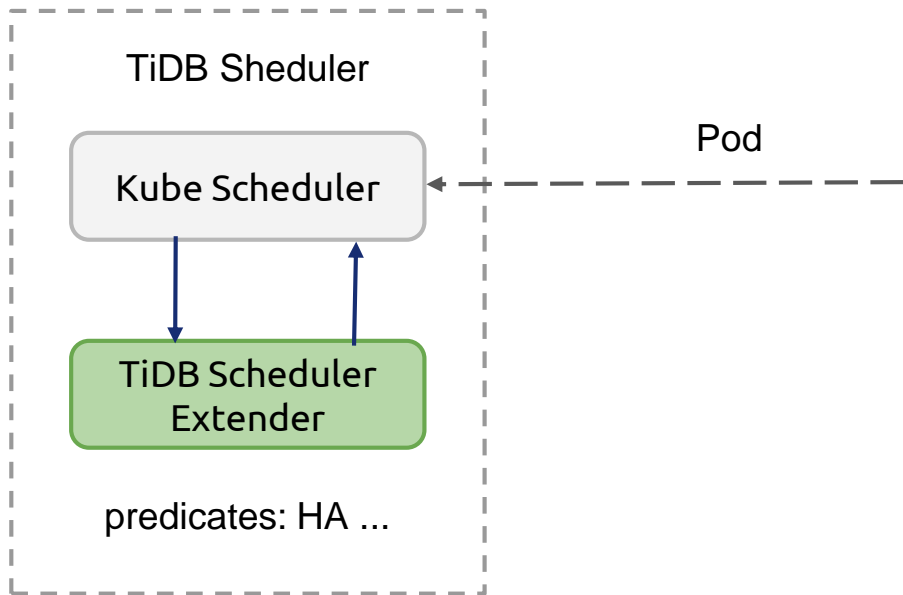 TiDB Sheduler
Pod
Kube Scheduler
TiDB Scheduler
Extender
predicates: HA ...